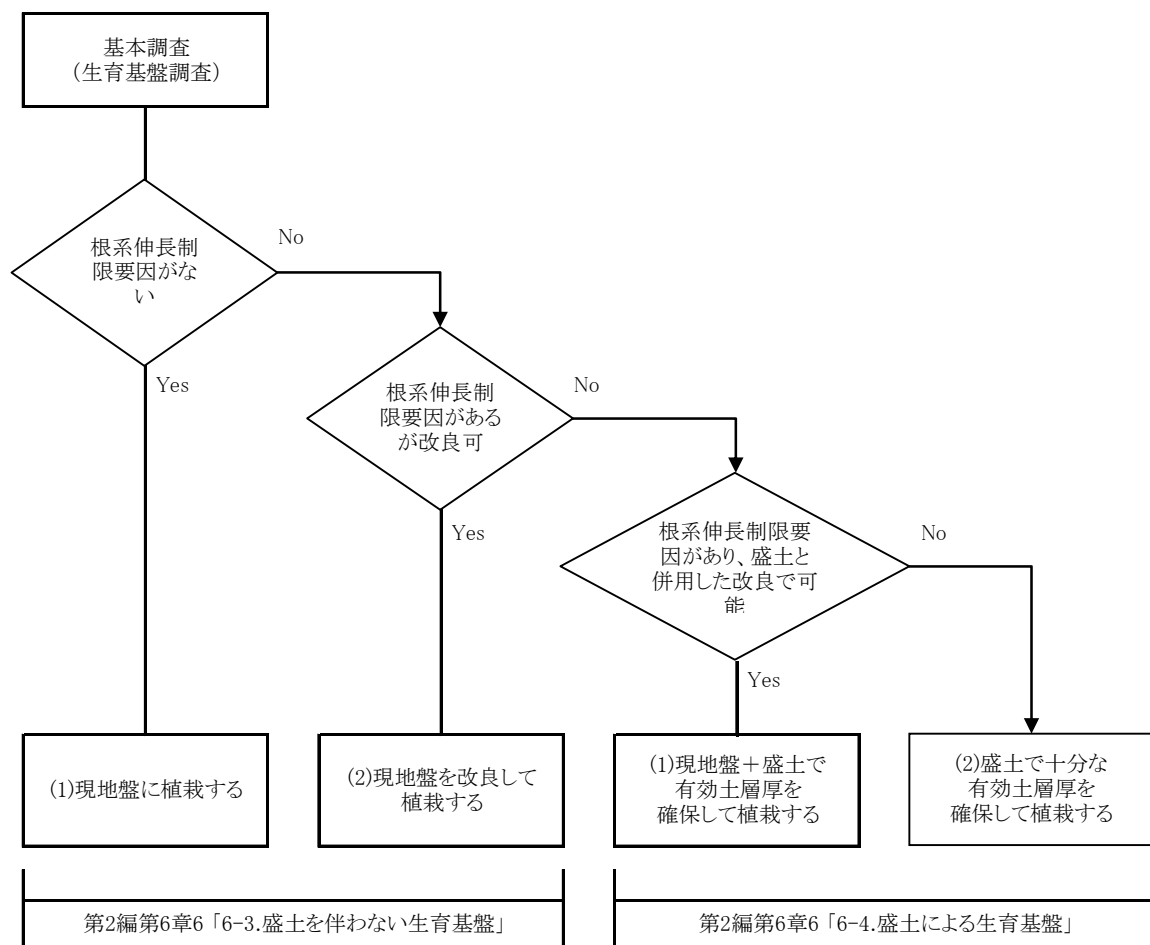 基本調査
(生育基盤調査)
根系伸長制
限要因がな
い
No
Yes
根系伸長制
限要因がある
が改良可
No
Yes
根系伸長制限要
因があり、盛土と
併用した改良で可
能
No
Yes
(1)現地盤に植栽する
(2)現地盤を改良して
植栽する
(1)現地盤＋盛土で
有効土層厚を
確保して植栽する
(2)盛土で十分な
有効土層厚を
確保して植栽する
第2編第6章6「6-3.盛土を伴わない生育基盤」
第2編第6章6「6-4.盛土による生育基盤」